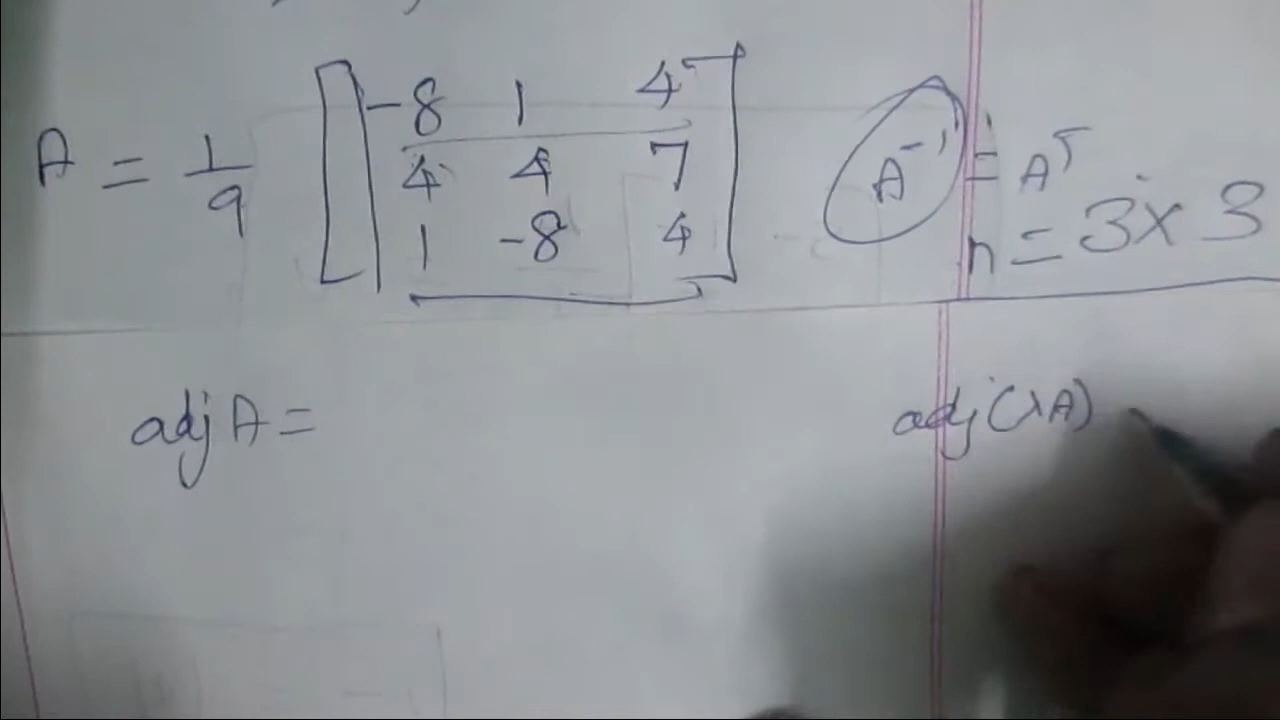 A = 1/9 [ -8 1 4
4 4 7
1 -8 4 ]
A⁻¹ = Aᵀ
n = 3×3
adj A =
adj(λA)